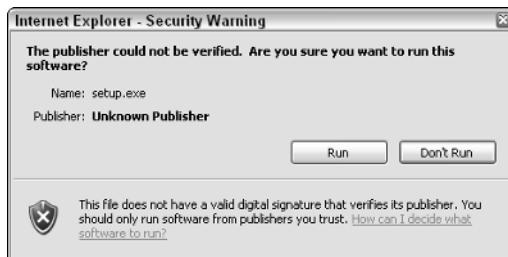 Internet Explorer - Security Warning
The publisher could not be verified.  Are you sure you want to run this
software?
Name: setup.exe
Publisher: Unknown Publisher
Run Don't Run
This file does not have a valid digital signature that verifies its publisher. You
should only run software from publishers you trust. How can I decide what
software to run?